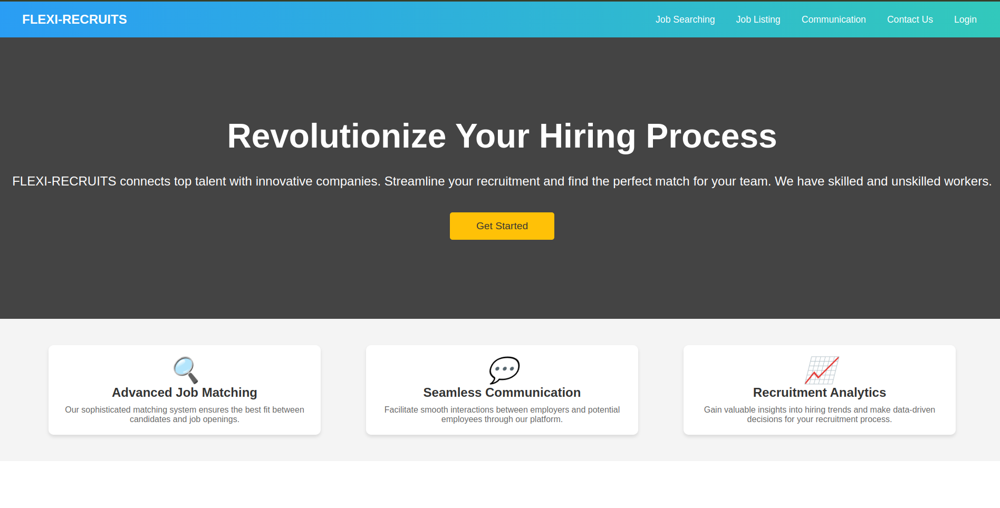 FLEXI-RECRUITS
Job Searching
Job Listing
Communication
Contact Us
Login
Revolutionize Your Hiring Process
FLEXI-RECRUITS connects top talent with innovative companies. Streamline your recruitment and find the perfect match for your team. We have skilled and unskilled workers.
Get Started
Advanced Job Matching
Our sophisticated matching system ensures the best fit between
candidates and job openings.
Seamless Communication
Facilitate smooth interactions between employers and potential
employees through our platform.
Recruitment Analytics
Gain valuable insights into hiring trends and make data-driven
decisions for your recruitment process.